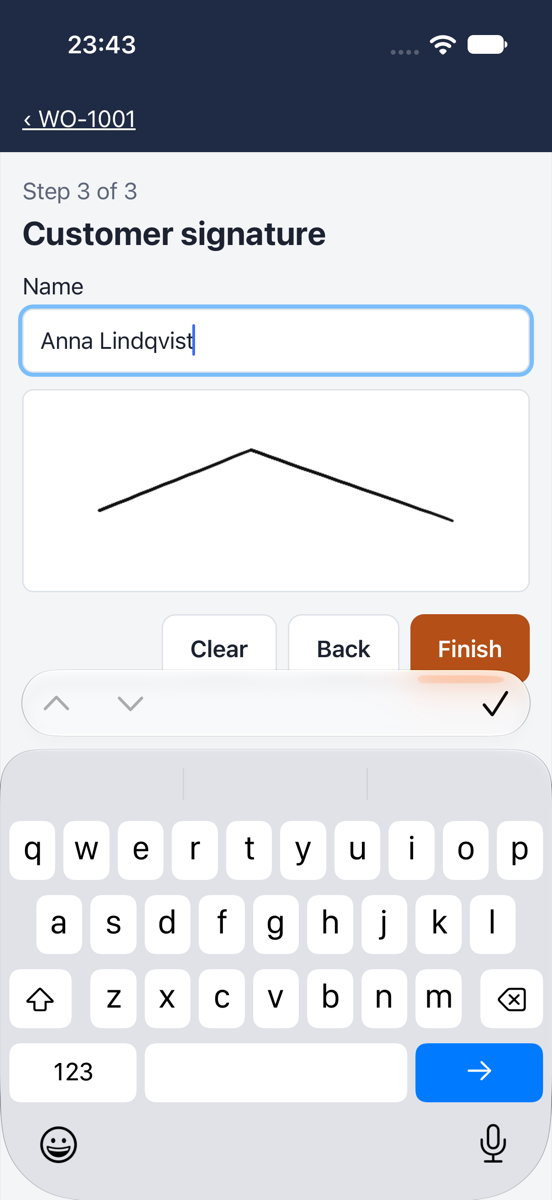 23:43
‹ WO-1001
Step 3 of 3
Customer signature
Name
Anna Lindqvist
Clear Back Finish
q w e r t y u i o p
a s d f g h j k l
z x c v b n m
123